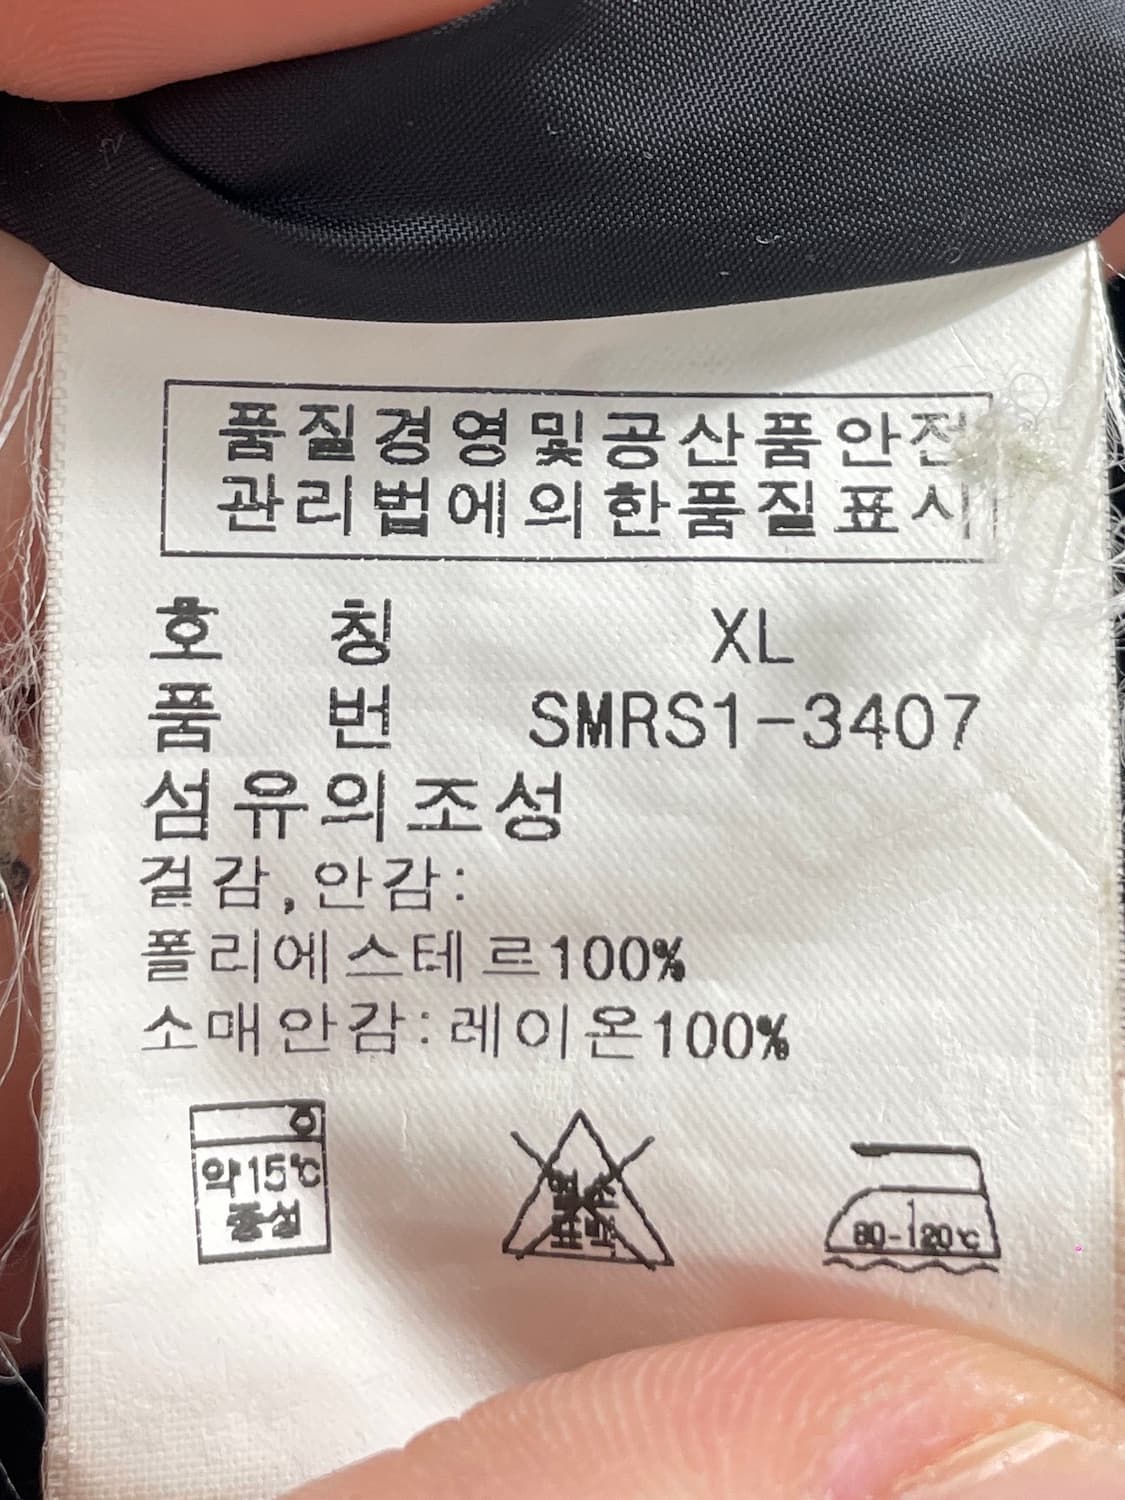 품질경영및공산품안전
관리법에의한품질표시
호 칭 XL
품 번 SMRS1-3407
섬유의조성
겉감,안감:
폴리에스테르100%
소매안감:레이온100%
약15℃
중성
80-120℃